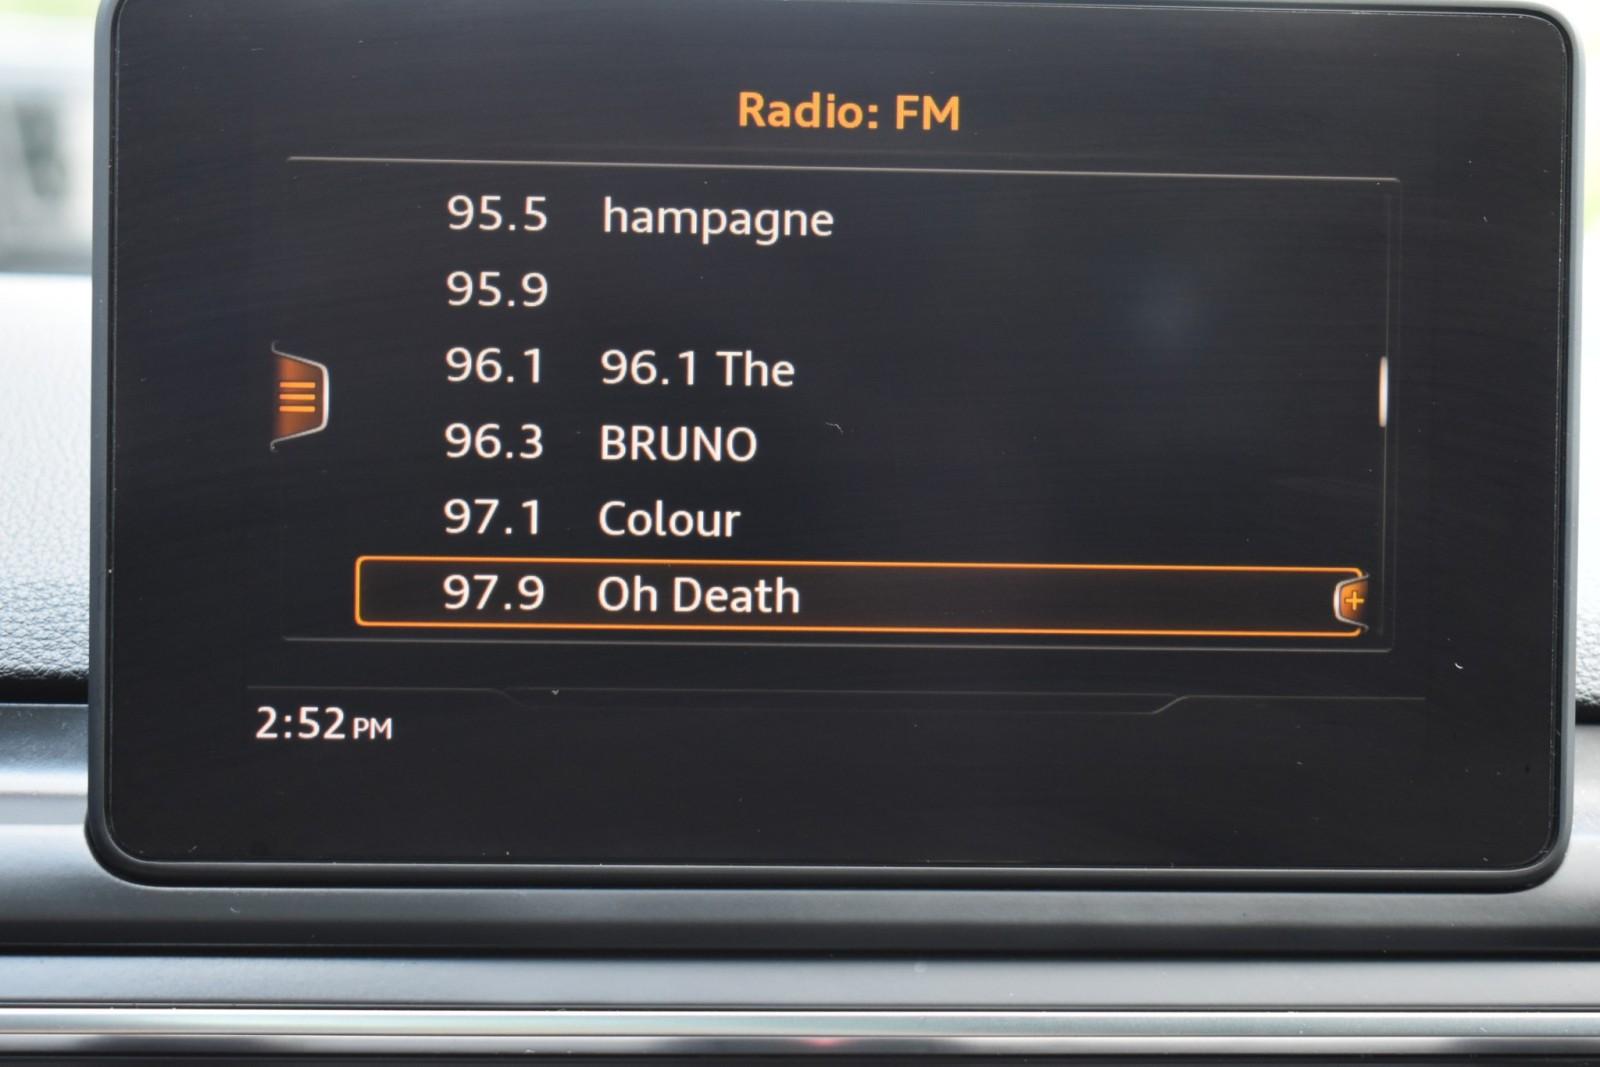 Radio: FM
95.5 hampagne
95.9
96.1 96.1 The
96.3 BRUNO
97.1 Colour
97.9 Oh Death +
2:52 PM